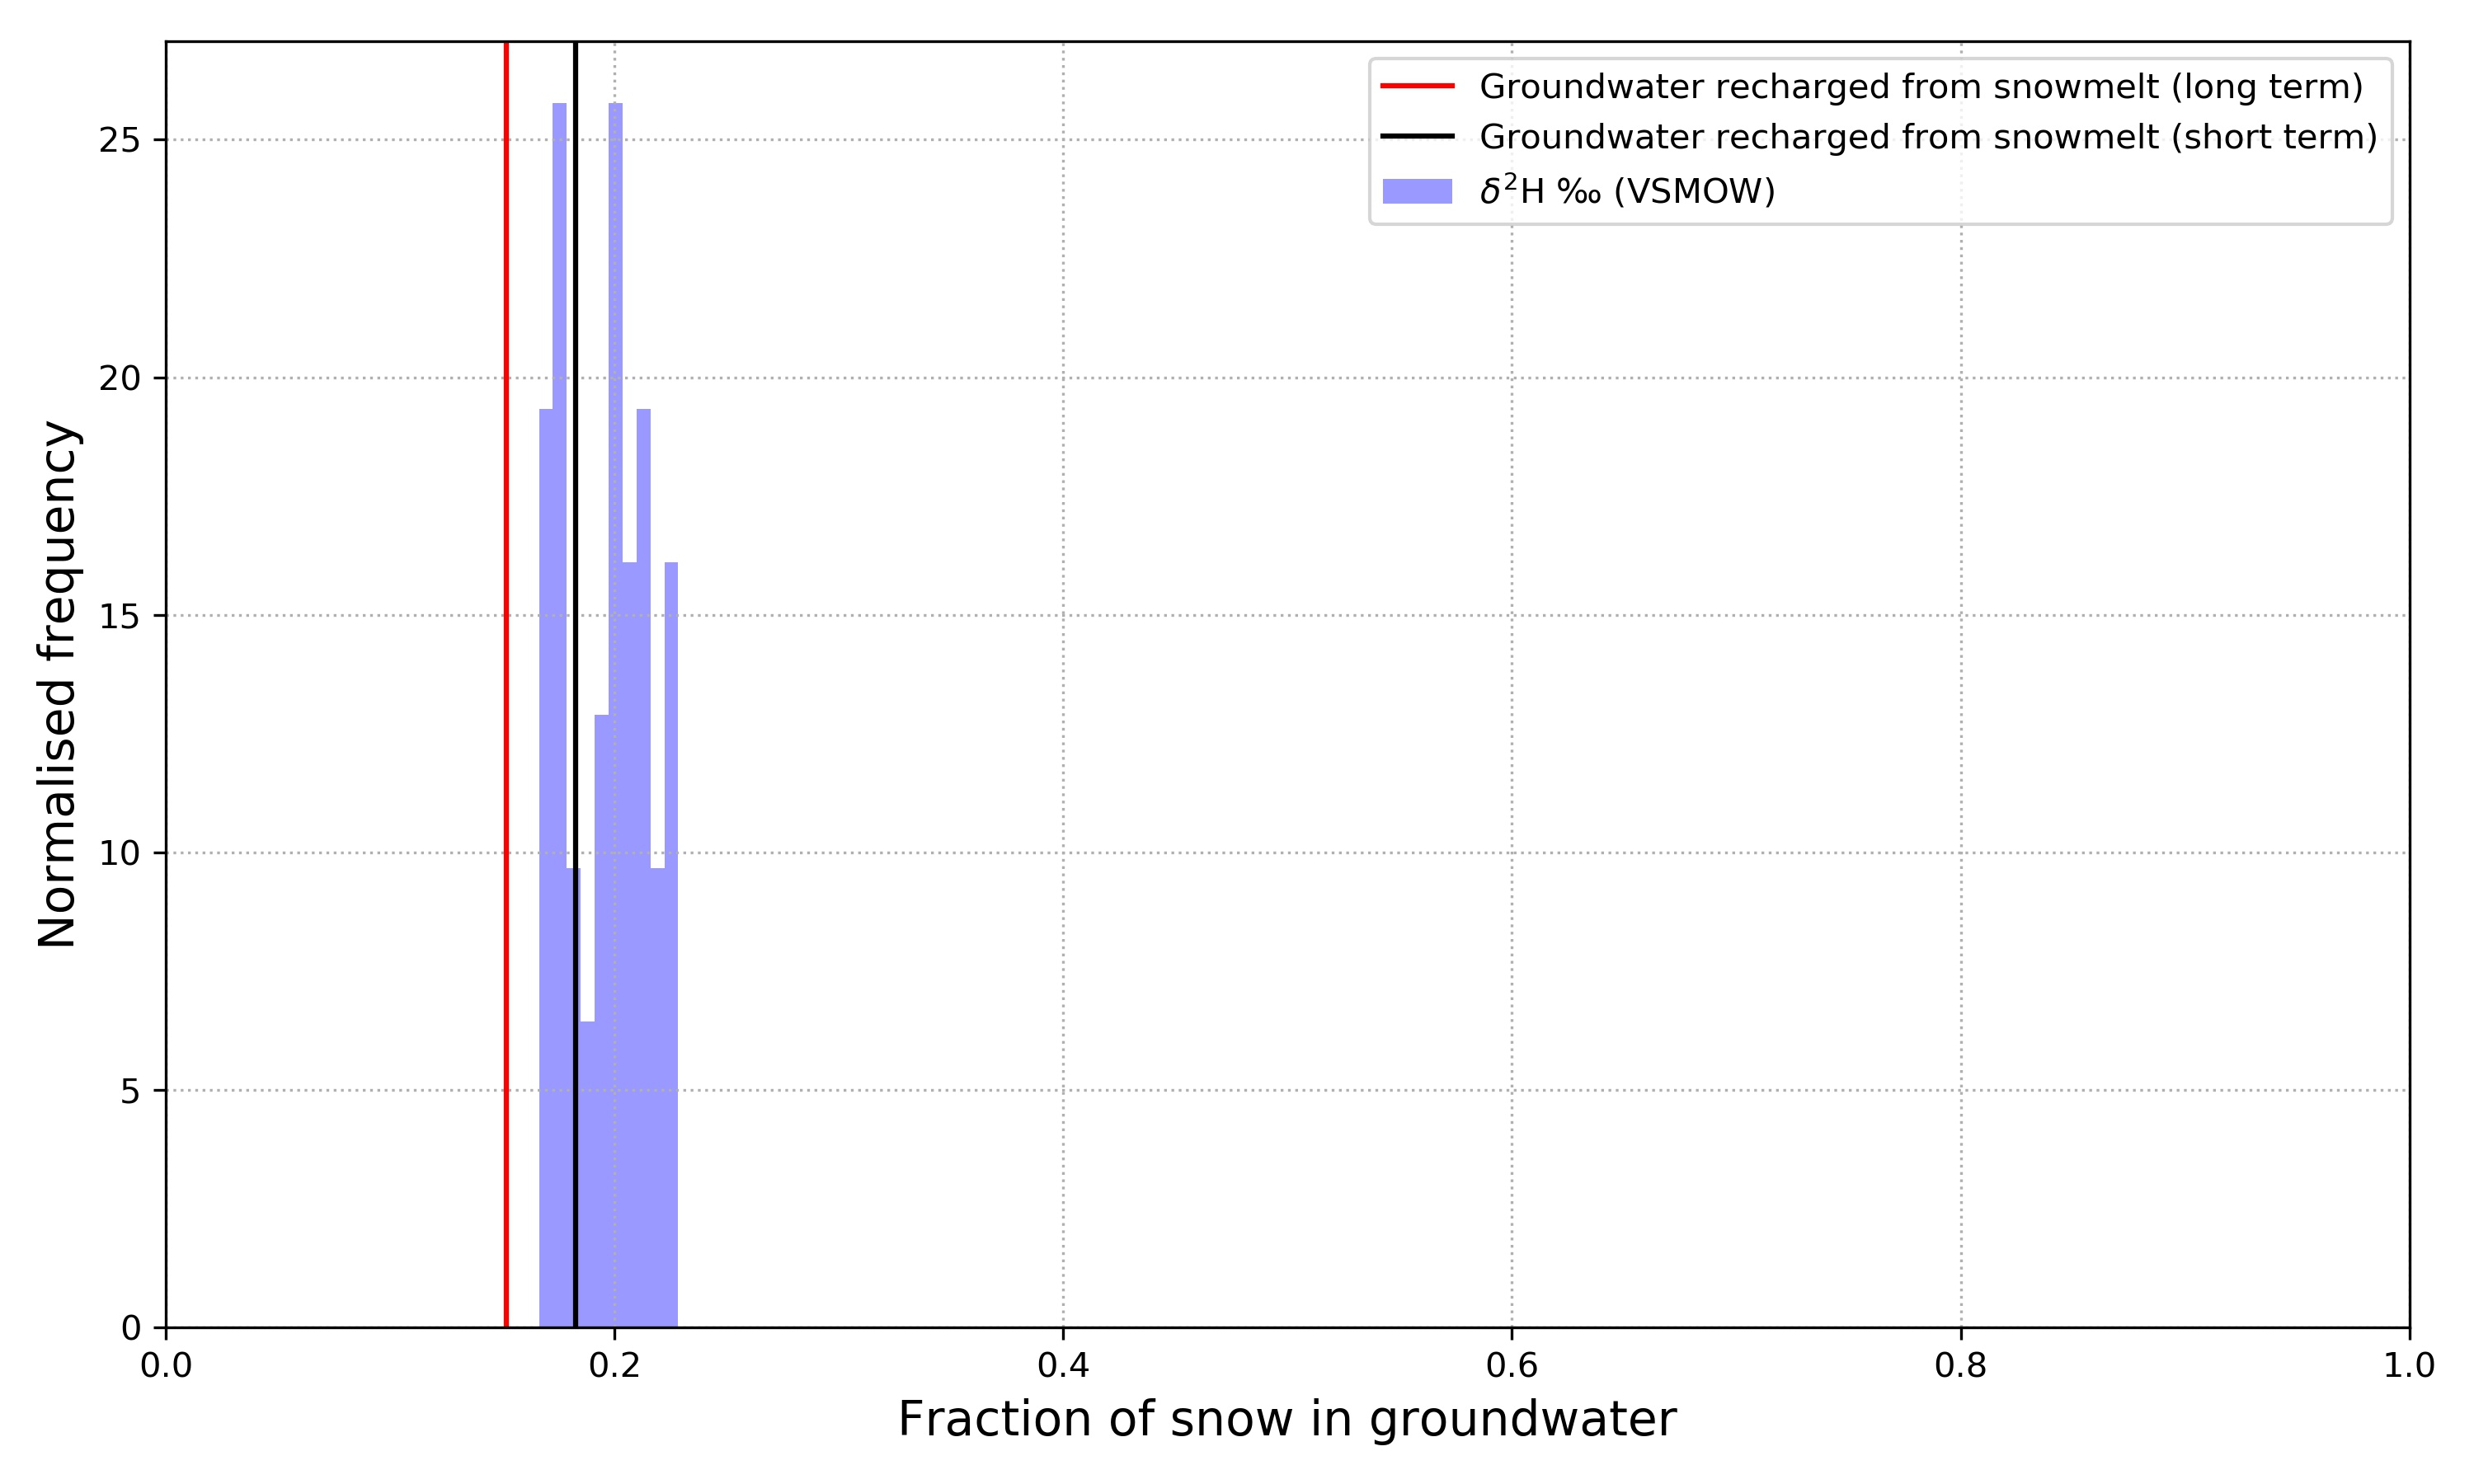 Groundwater recharged from snowmelt (long term)
Groundwater recharged from snowmelt (short term)
δ²H ‰ (VSMOW)
Normalised frequency
25
20
15
10
5
0
0.0 0.2 0.4 0.6 0.8 1.0
Fraction of snow in groundwater